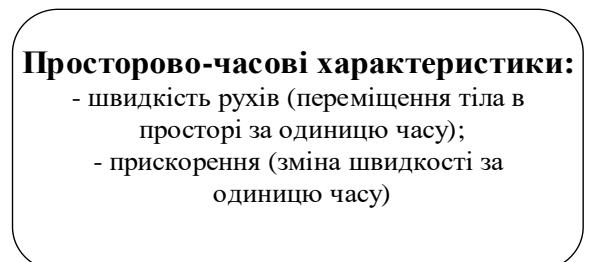 Просторово-часові характеристики:
- швидкість рухів (переміщення тіла в
просторі за одиницю часу);
- прискорення (зміна швидкості за
одиницю часу)